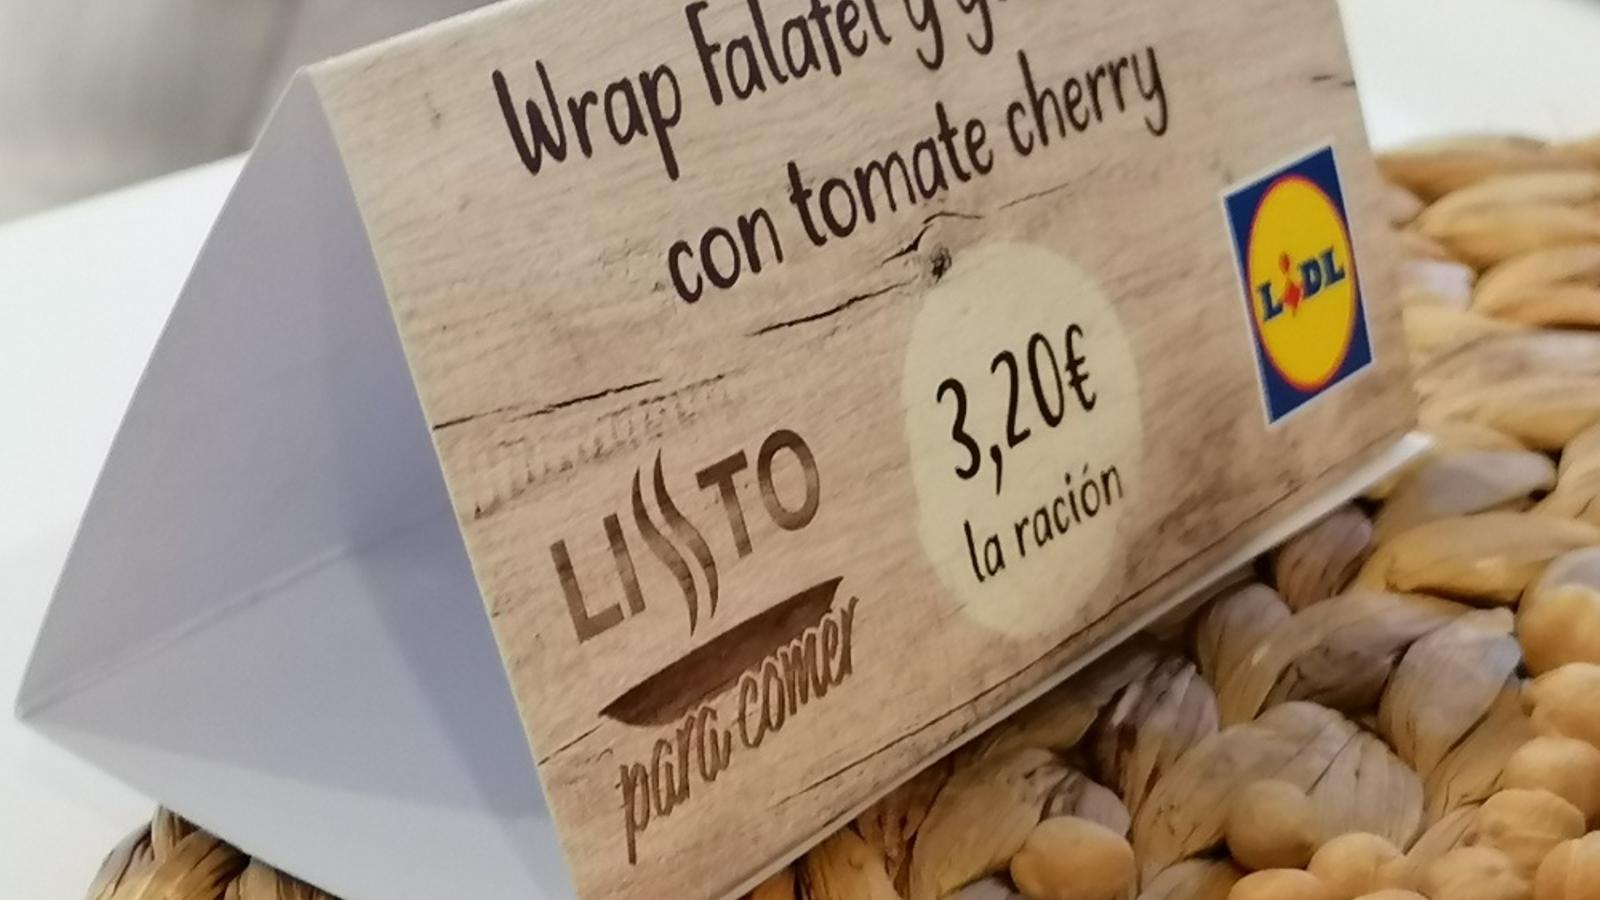 Wrap Falafel y
con tomate cherry
LIDL
3,20€
la ración
LISTO
para comer